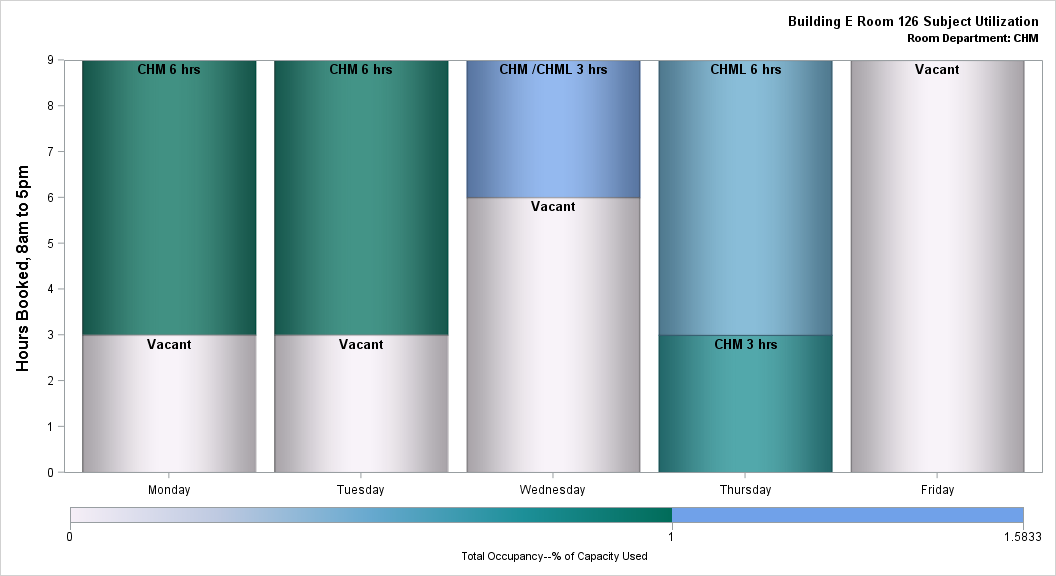 Building E Room 126 Subject Utilization
Room Department: CHM
Hours Booked, 8am to 5pm
9
8
7
6
5
4
3
2
1
0
CHM 6 hrs
Vacant
CHM 6 hrs
Vacant
CHM /CHML 3 hrs
Vacant
CHML 6 hrs
CHM 3 hrs
Vacant
Monday
Tuesday
Wednesday
Thursday
Friday
0
1
1.5833
Total Occupancy--% of Capacity Used